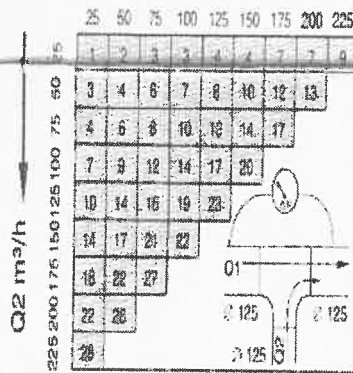 25 50 75 100 125 150 175 200 225
25 1 2 3 3 4 4 7 7 9
50 3 4 6 7 8 10 12 13
75 4 6 8 10 12 14 17
100 7 9 12 14 17 20
125 10 14 16 19 23
150 14 17 20 22
175 18 22 27
200 22 26
225 28
Q2 m³/h
Q1
Q2
Ø 125 Ø 125
Ø 125